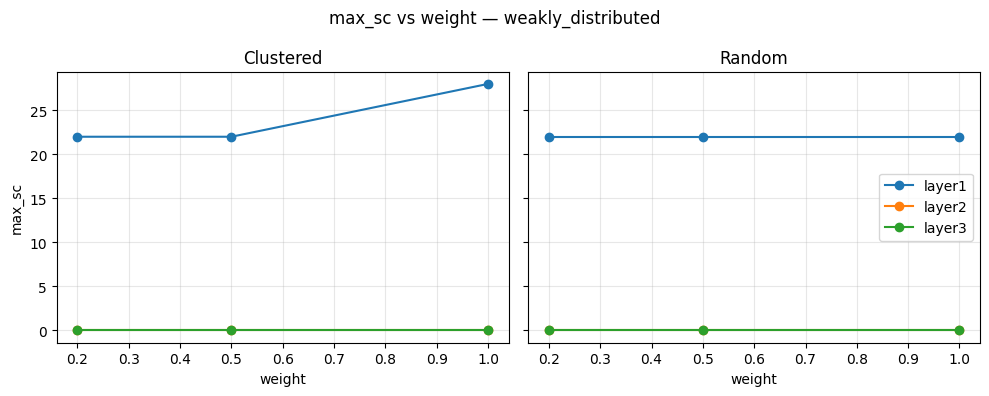 max_sc vs weight — weakly_distributed
Clustered
Random
max_sc
25
20
15
10
5
0
0.2 0.3 0.4 0.5 0.6 0.7 0.8 0.9 1.0
weight
layer1
layer2
layer3
0.2 0.3 0.4 0.5 0.6 0.7 0.8 0.9 1.0
weight